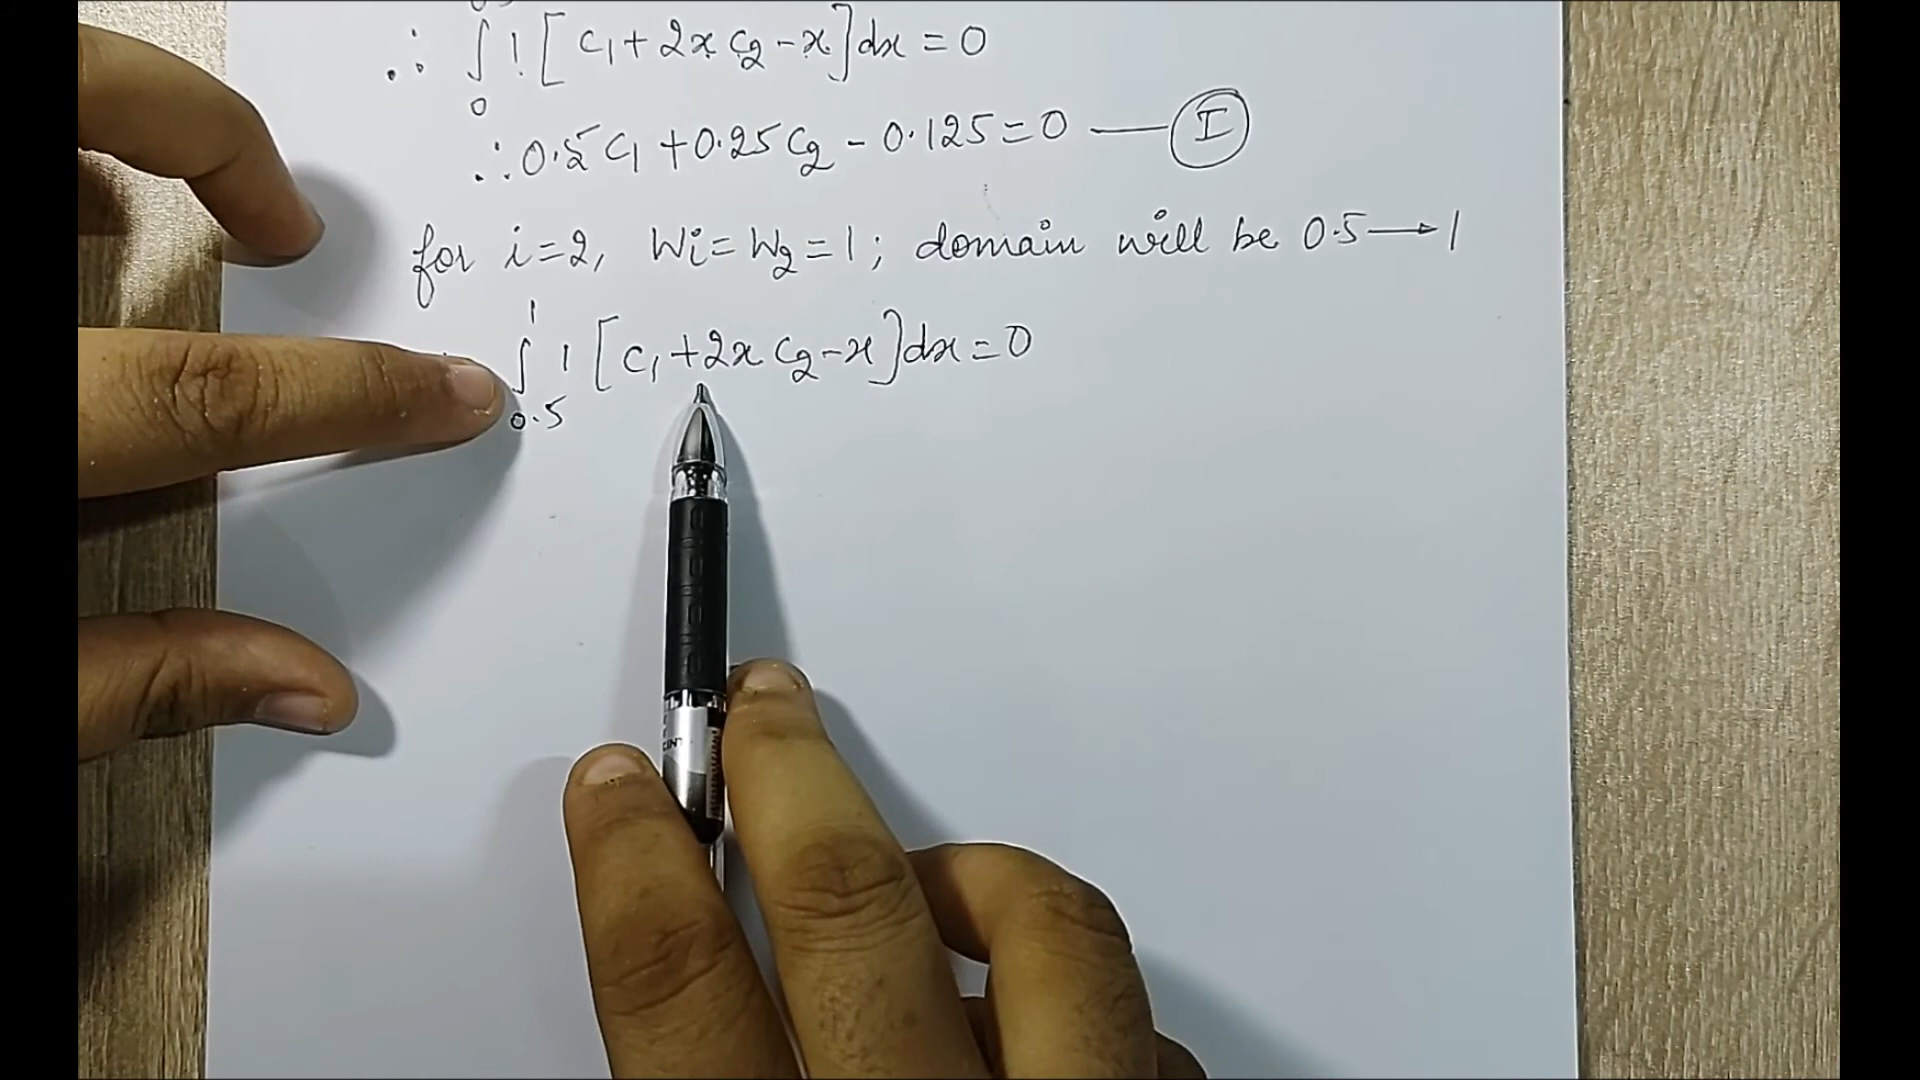 ∴ ∫₀ 1 [c₁ + 2x c₂ - x] dx = 0
∴ 0.5 c₁ + 0.25 c₂ - 0.125 = 0 — I
for i = 2, Wi = W₂ = 1 ; domain will be 0.5 → 1
∫₀.₅¹ 1 [c₁ + 2x c₂ - x] dx = 0